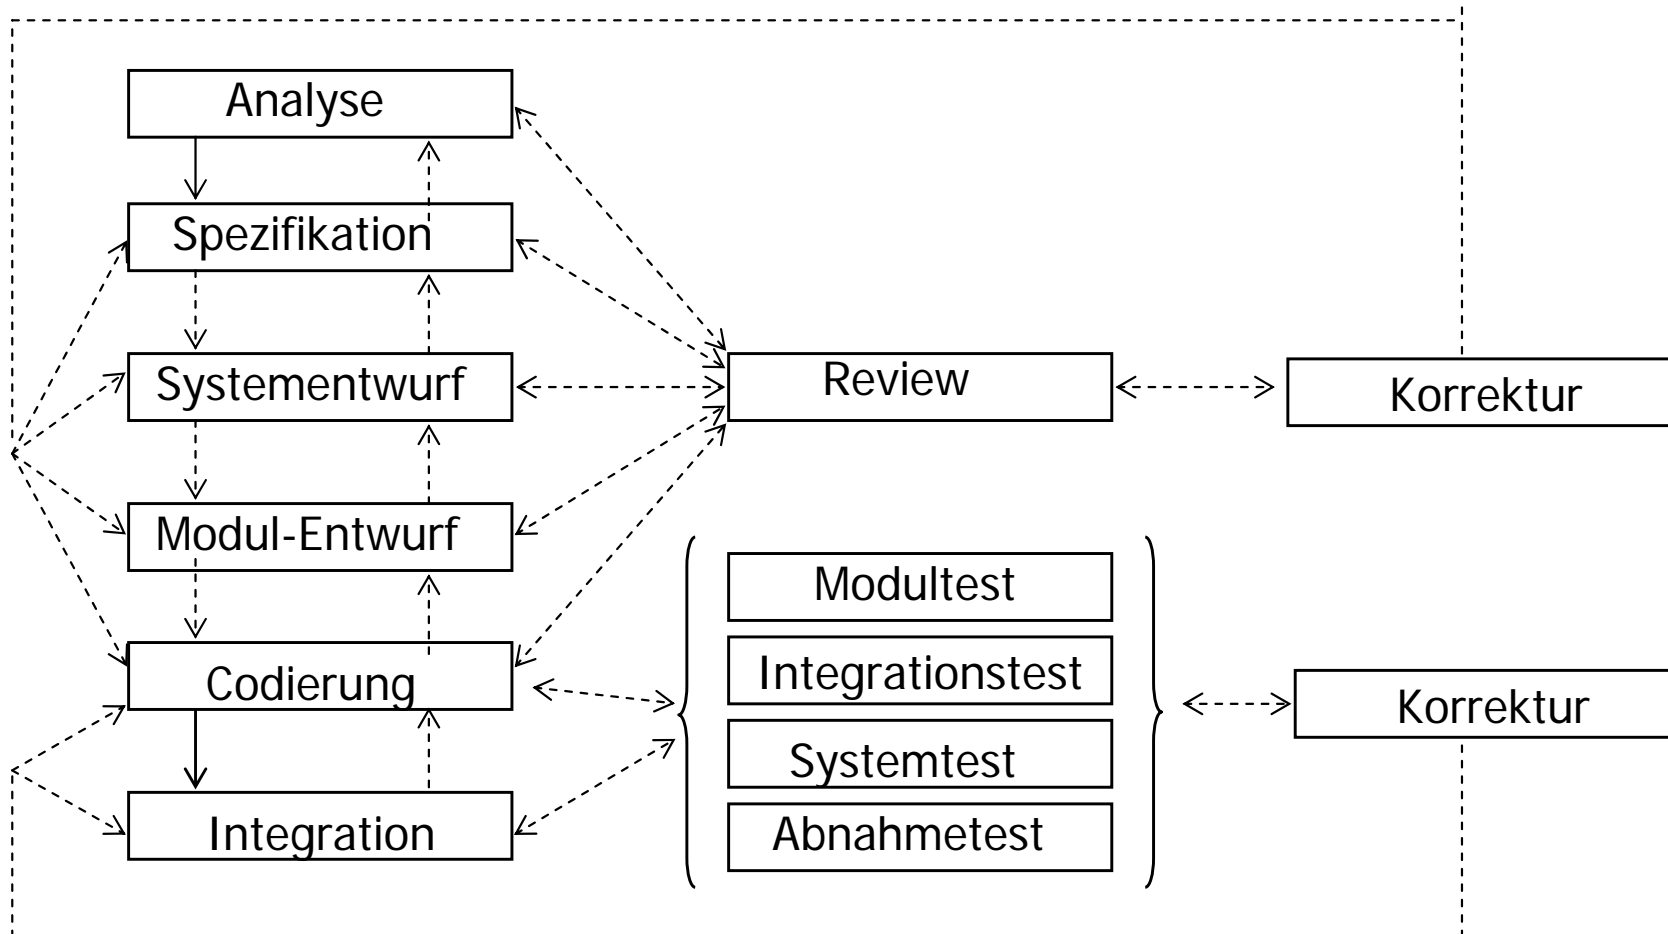 Analyse
Spezifikation
Systementwurf
Review
Korrektur
Modul-Entwurf
Modultest
Codierung
Integrationstest
Korrektur
Systemtest
Integration
Abnahmetest